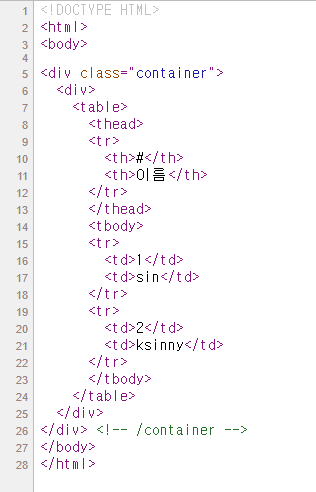 1 <!DOCTYPE HTML>
2 <html>
3 <body>
4
5 <div class="container">
6   <div>
7     <table>
8       <thead>
9       <tr>
10         <th>#</th>
11         <th>이름</th>
12       </tr>
13       </thead>
14       <tbody>
15       <tr>
16         <td>1</td>
17         <td>sin</td>
18       </tr>
19       <tr>
20         <td>2</td>
21         <td>ksinny</td>
22       </tr>
23       </tbody>
24     </table>
25   </div>
26 </div> <!-- /container -->
27 </body>
28 </html>